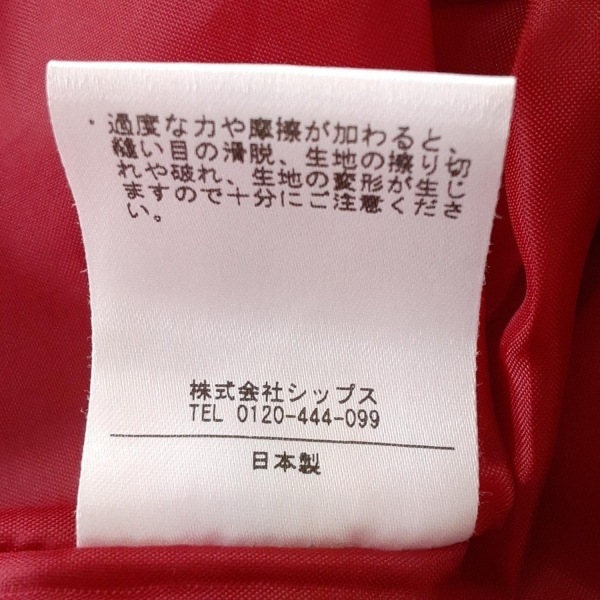 ・過度な力や摩擦が加わると、
縫い目の滑脱、生地の擦り切
れや破れ、生地の変形が生じ
ますので十分にご注意くださ
い。
株式会社シップス
TEL 0120-444-099
日本製